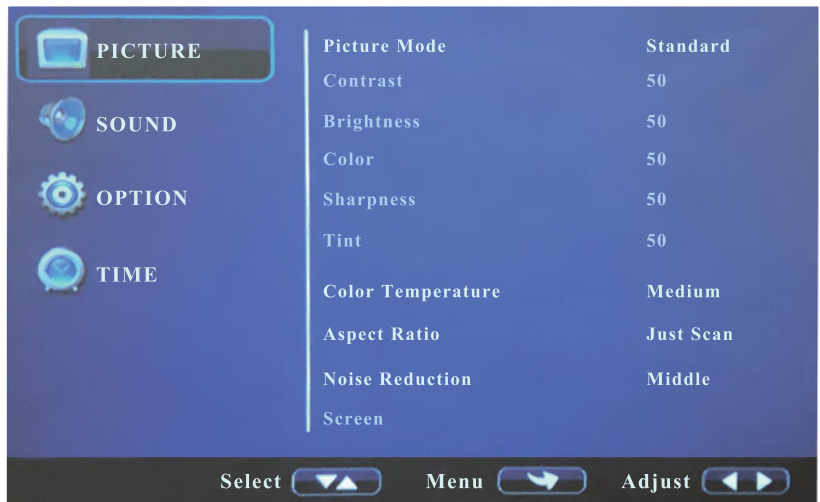 PICTURE
SOUND
OPTION
TIME
Picture Mode Standard
Contrast 50
Brightness 50
Color 50
Sharpness 50
Tint 50
Color Temperature Medium
Aspect Ratio Just Scan
Noise Reduction Middle
Screen
Select Menu Adjust